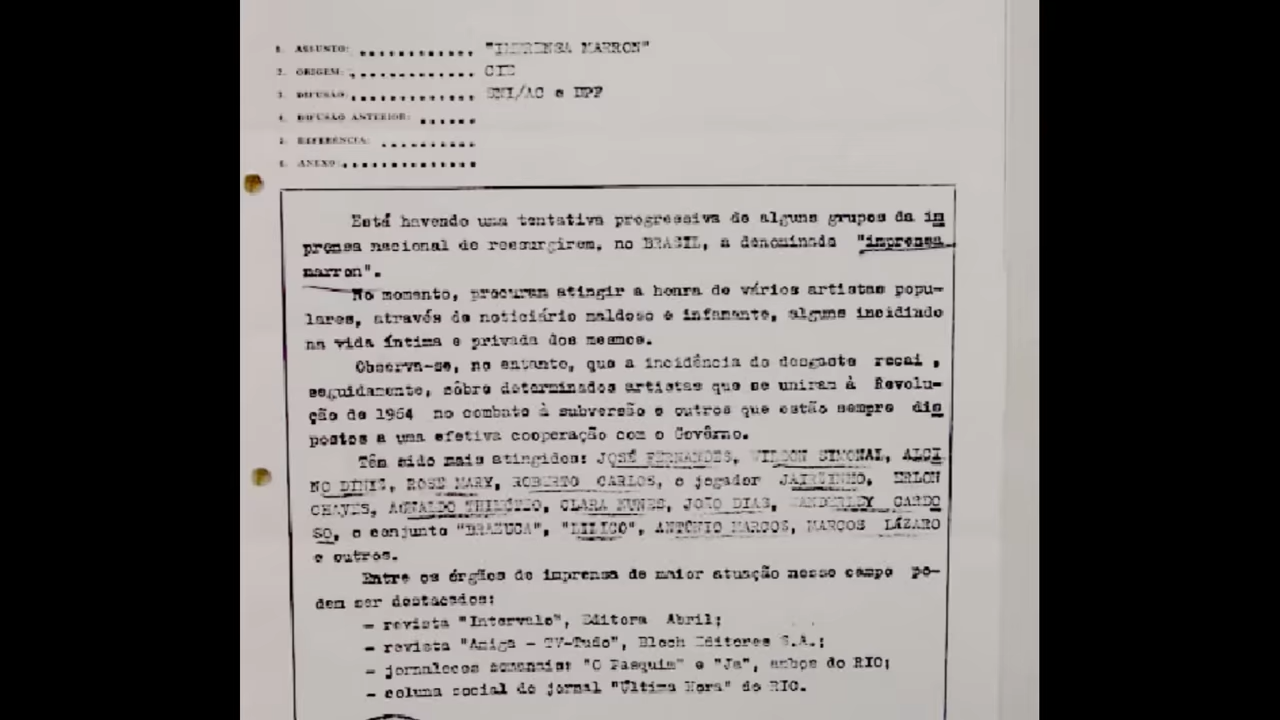 1. ASSUNTO: ............ "IMPRENSA MARRON"
2. ORIGEM: ............ CIE
3. DIFUSÃO: ............ SNI/AC e DPF
4. DIFUSÃO ANTERIOR: ......
5. REFERÊNCIA: .........
6. ANEXO: .............
Está havendo uma tentativa progressiva de alguns grupos da im
prensa nacional de ressurgirem, no BRASIL, a denominada "imprensa
marron".
No momento, procuram atingir a honra de vários artistas popu-
lares, através de noticiário maldoso e infamante, alguns incidindo
na vida íntima e privada dos mesmos.
Observa-se, no entanto, que a incidência do desgaste recai ,
seguidamente, sôbre determinados artistas que se uniram à Revolu-
ção de 1964 no combate à subversão e outros que estão sempre dis
postos a uma efetiva cooperação com o Govêrno.
Têm sido mais atingidos: JOSÉ FERNANDES, WILSON SIMONAL, ALCI
NO DINIZ, ROSE MARY, ROBERTO CARLOS, o jogador JAIRZINHO, ERLON
CHAVES, AGNALDO THIMÓTIO, CLARA NUNES, JOÃO DIAS, WANDERLEY CARDO
SO, o conjunto "BRAZUCA", "LILICO", ANTÔNIO MARCOS, MARCOS LÁZARO
e outros.
Entre os órgãos de imprensa de maior atuação nesse campo po-
dem ser destacados:
- revista "Intervalo", Editora Abril;
- revista "Amiga - TV-Tudo", Bloch Editores S.A.;
- jornalecos semanais: "O Pasquim" e "Já", ambos do RIO;
- coluna social do jornal "Última Hora" do RIO.